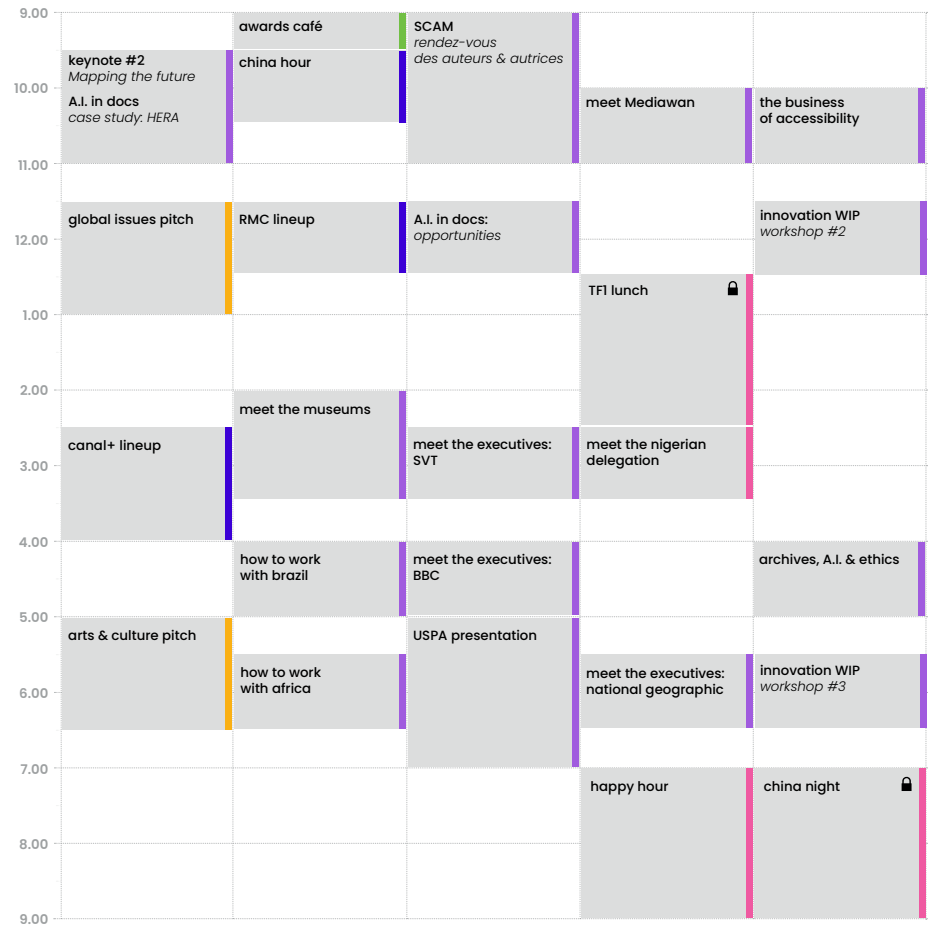 9.00
awards café
SCAM
rendez-vous
des auteurs & autrices
keynote #2
Mapping the future
A.I. in docs
case study: HERA
china hour
10.00
meet Mediawan
the business
of accessibility
11.00
global issues pitch
RMC lineup
A.I. in docs:
opportunities
innovation WIP
workshop #2
12.00
TF1 lunch
1.00
2.00
meet the museums
canal+ lineup
meet the executives:
SVT
meet the nigerian
delegation
3.00
4.00
how to work
with brazil
meet the executives:
BBC
archives, A.I. & ethics
5.00
arts & culture pitch
USPA presentation
how to work
with africa
meet the executives:
national geographic
innovation WIP
workshop #3
6.00
7.00
happy hour
china night
8.00
9.00